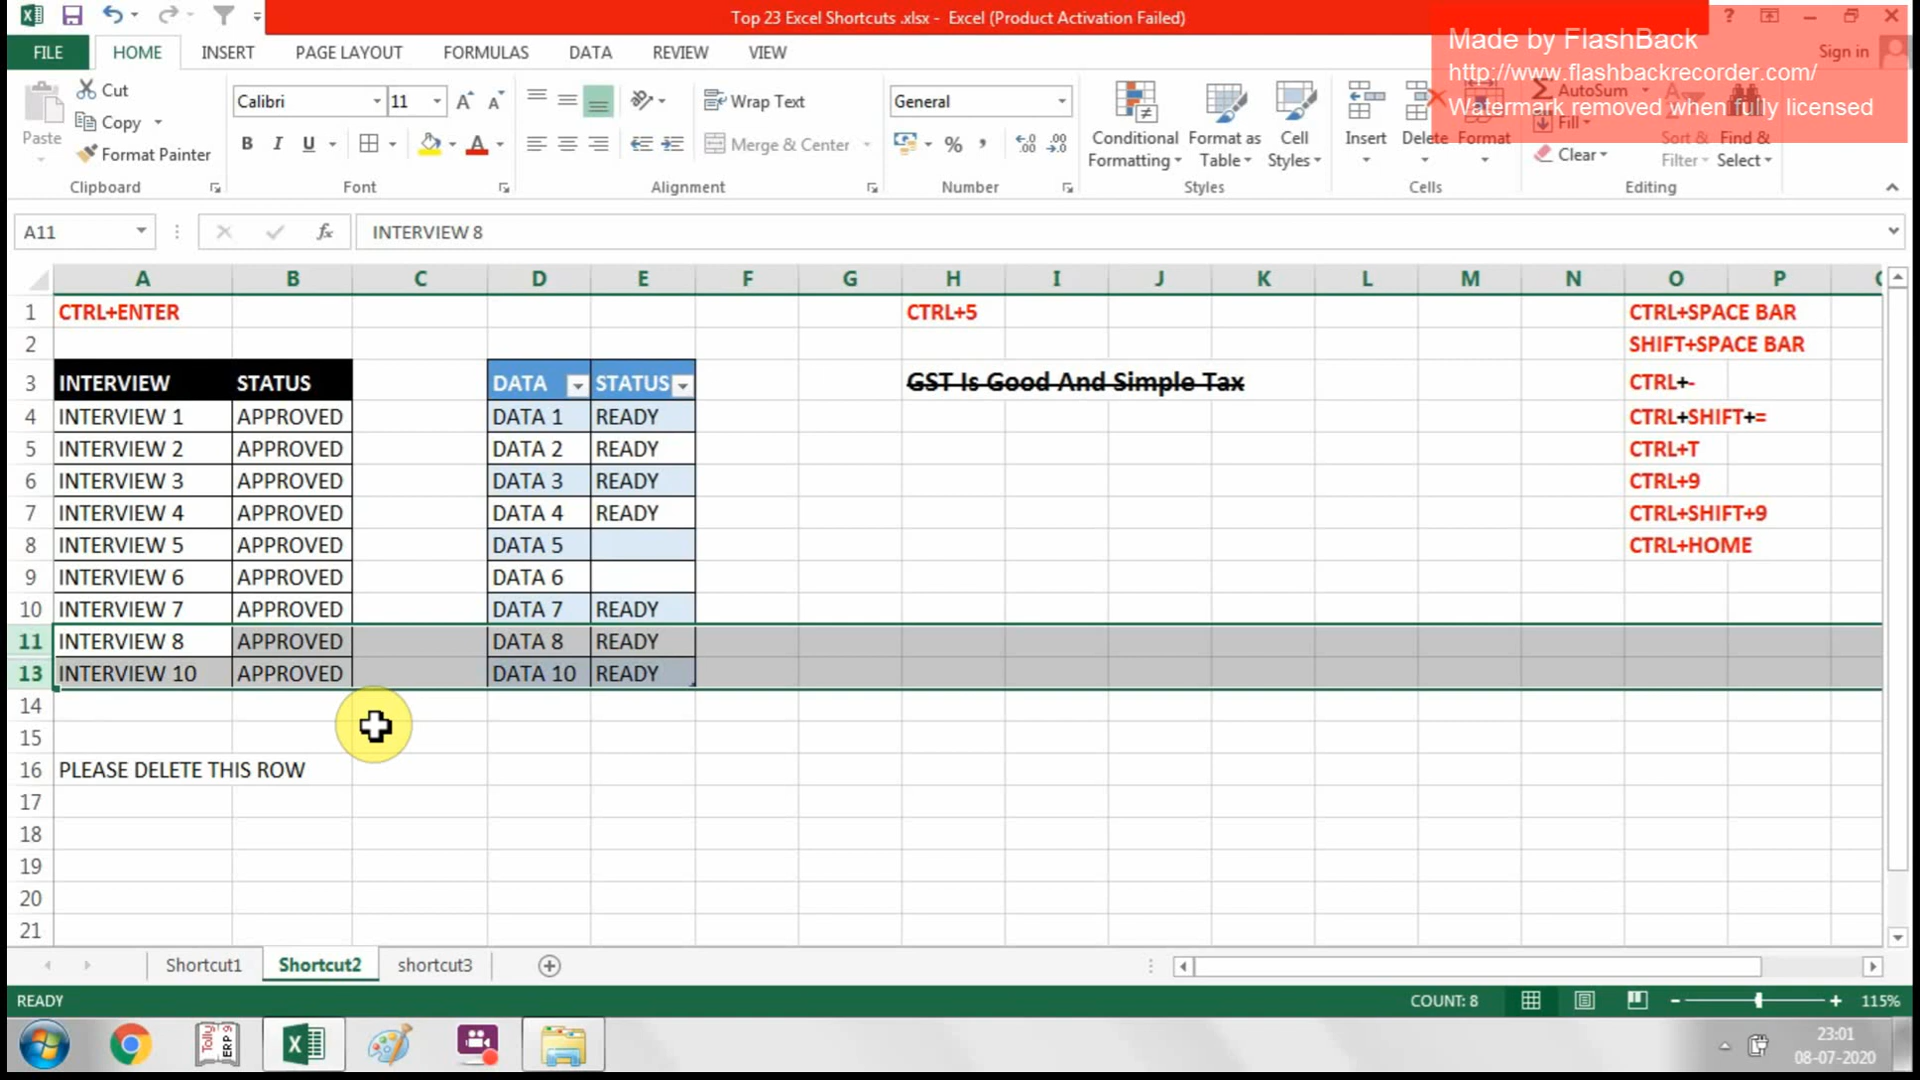 Top 23 Excel Shortcuts .xlsx - Excel (Product Activation Failed)
Made by FlashBack
http://www.flashbackrecorder.com/
Watermark removed when fully licensed
FILE HOME INSERT PAGE LAYOUT FORMULAS DATA REVIEW VIEW Sign in
Paste
Cut
Copy
Format Painter
Clipboard
Calibri 11
B I U
Font
Wrap Text
Merge & Center
Alignment
General
%
Number
Conditional Formatting
Format as Table
Cell Styles
Styles
Insert Delete Format
Cells
AutoSum
Fill
Clear
Sort & Filter
Find & Select
Editing
A11 fx INTERVIEW 8
A B C D E F G H I J K L M N O P
1 CTRL+ENTER CTRL+5 CTRL+SPACE BAR
2 SHIFT+SPACE BAR
3 INTERVIEW STATUS DATA STATUS GST Is Good And Simple Tax CTRL+-
4 INTERVIEW 1 APPROVED DATA 1 READY CTRL+SHIFT+=
5 INTERVIEW 2 APPROVED DATA 2 READY CTRL+T
6 INTERVIEW 3 APPROVED DATA 3 READY CTRL+9
7 INTERVIEW 4 APPROVED DATA 4 READY CTRL+SHIFT+9
8 INTERVIEW 5 APPROVED DATA 5 CTRL+HOME
9 INTERVIEW 6 APPROVED DATA 6
10 INTERVIEW 7 APPROVED DATA 7 READY
11 INTERVIEW 8 APPROVED DATA 8 READY
13 INTERVIEW 10 APPROVED DATA 10 READY
14
15
16 PLEASE DELETE THIS ROW
17
18
19
20
21
Shortcut1 Shortcut2 shortcut3
READY COUNT: 8 115%
Tally ERP 9
23:01
08-07-2020